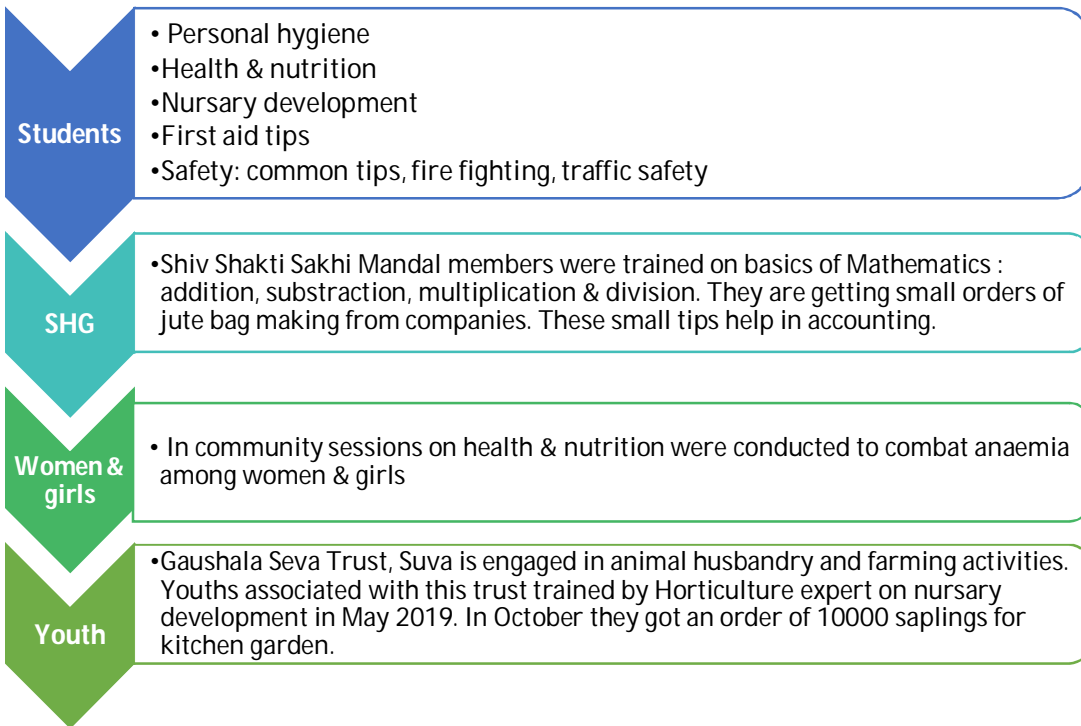 Students
• Personal hygiene
•Health & nutrition
•Nursary development
•First aid tips
•Safety: common tips, fire fighting, traffic safety
SHG
•Shiv Shakti Sakhi Mandal members were trained on basics of Mathematics :
addition, substraction, multiplication & division. They are getting small orders of
jute bag making from companies. These small tips help in accounting.
Women &
girls
• In community sessions on health & nutrition were conducted to combat anaemia
among women & girls
Youth
•Gaushala Seva Trust, Suva is engaged in animal husbandry and farming activities.
Youths associated with this trust trained by Horticulture expert on nursary
development in May 2019. In October they got an order of 10000 saplings for
kitchen garden.